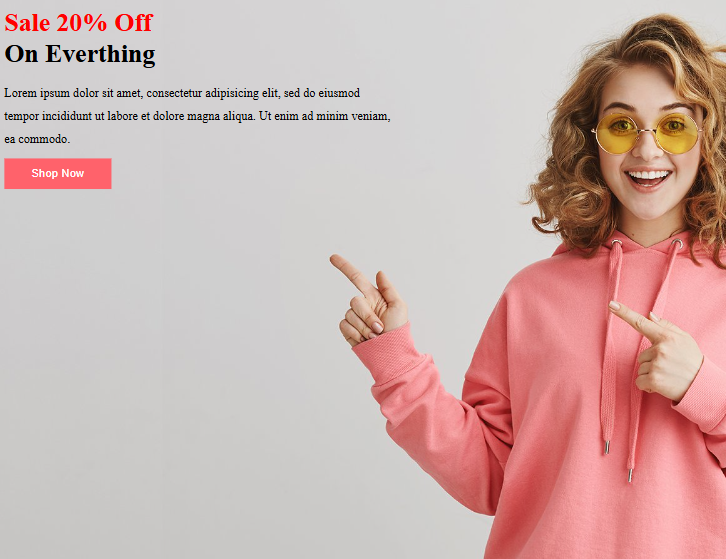 Sale 20% Off
On Everthing
Lorem ipsum dolor sit amet, consectetur adipisicing elit, sed do eiusmod
tempor incididunt ut labore et dolore magna aliqua. Ut enim ad minim veniam,
ea commodo.
Shop Now